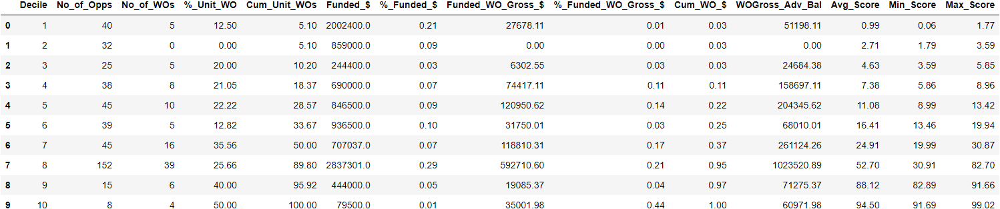 Decile No_of_Opps No_of_WOs %_Unit_WO Cum_Unit_WOs Funded_$ %_Funded_$ Funded_WO_Gross_$ %_Funded_WO_Gross_$ Cum_WO_$ WOGross_Adv_Bal Avg_Score Min_Score Max_Score
0 1 40 5 12.50 5.10 2002400.0 0.21 27678.11 0.01 0.03 51198.11 0.99 0.06 1.77
1 2 32 0 0.00 5.10 859000.0 0.09 0.00 0.00 0.03 0.00 2.71 1.79 3.59
2 3 25 5 20.00 10.20 244400.0 0.03 6302.55 0.03 0.03 24684.38 4.63 3.59 5.85
3 4 38 8 21.05 18.37 690000.0 0.07 74417.11 0.11 0.11 158697.11 7.38 5.86 8.96
4 5 45 10 22.22 28.57 846500.0 0.09 120950.62 0.14 0.22 204345.62 11.08 8.99 13.42
5 6 39 5 12.82 33.67 936500.0 0.10 31750.01 0.03 0.25 68010.01 16.41 13.46 19.94
6 7 45 16 35.56 50.00 707037.0 0.07 118810.31 0.17 0.37 261124.26 24.91 19.99 30.87
7 8 152 39 25.66 89.80 2837301.0 0.29 592710.60 0.21 0.95 1023520.89 52.70 30.91 82.70
8 9 15 6 40.00 95.92 444000.0 0.05 19085.37 0.04 0.97 71275.37 88.12 82.89 91.66
9 10 8 4 50.00 100.00 79500.0 0.01 35001.98 0.44 1.00 60971.98 94.50 91.69 99.02